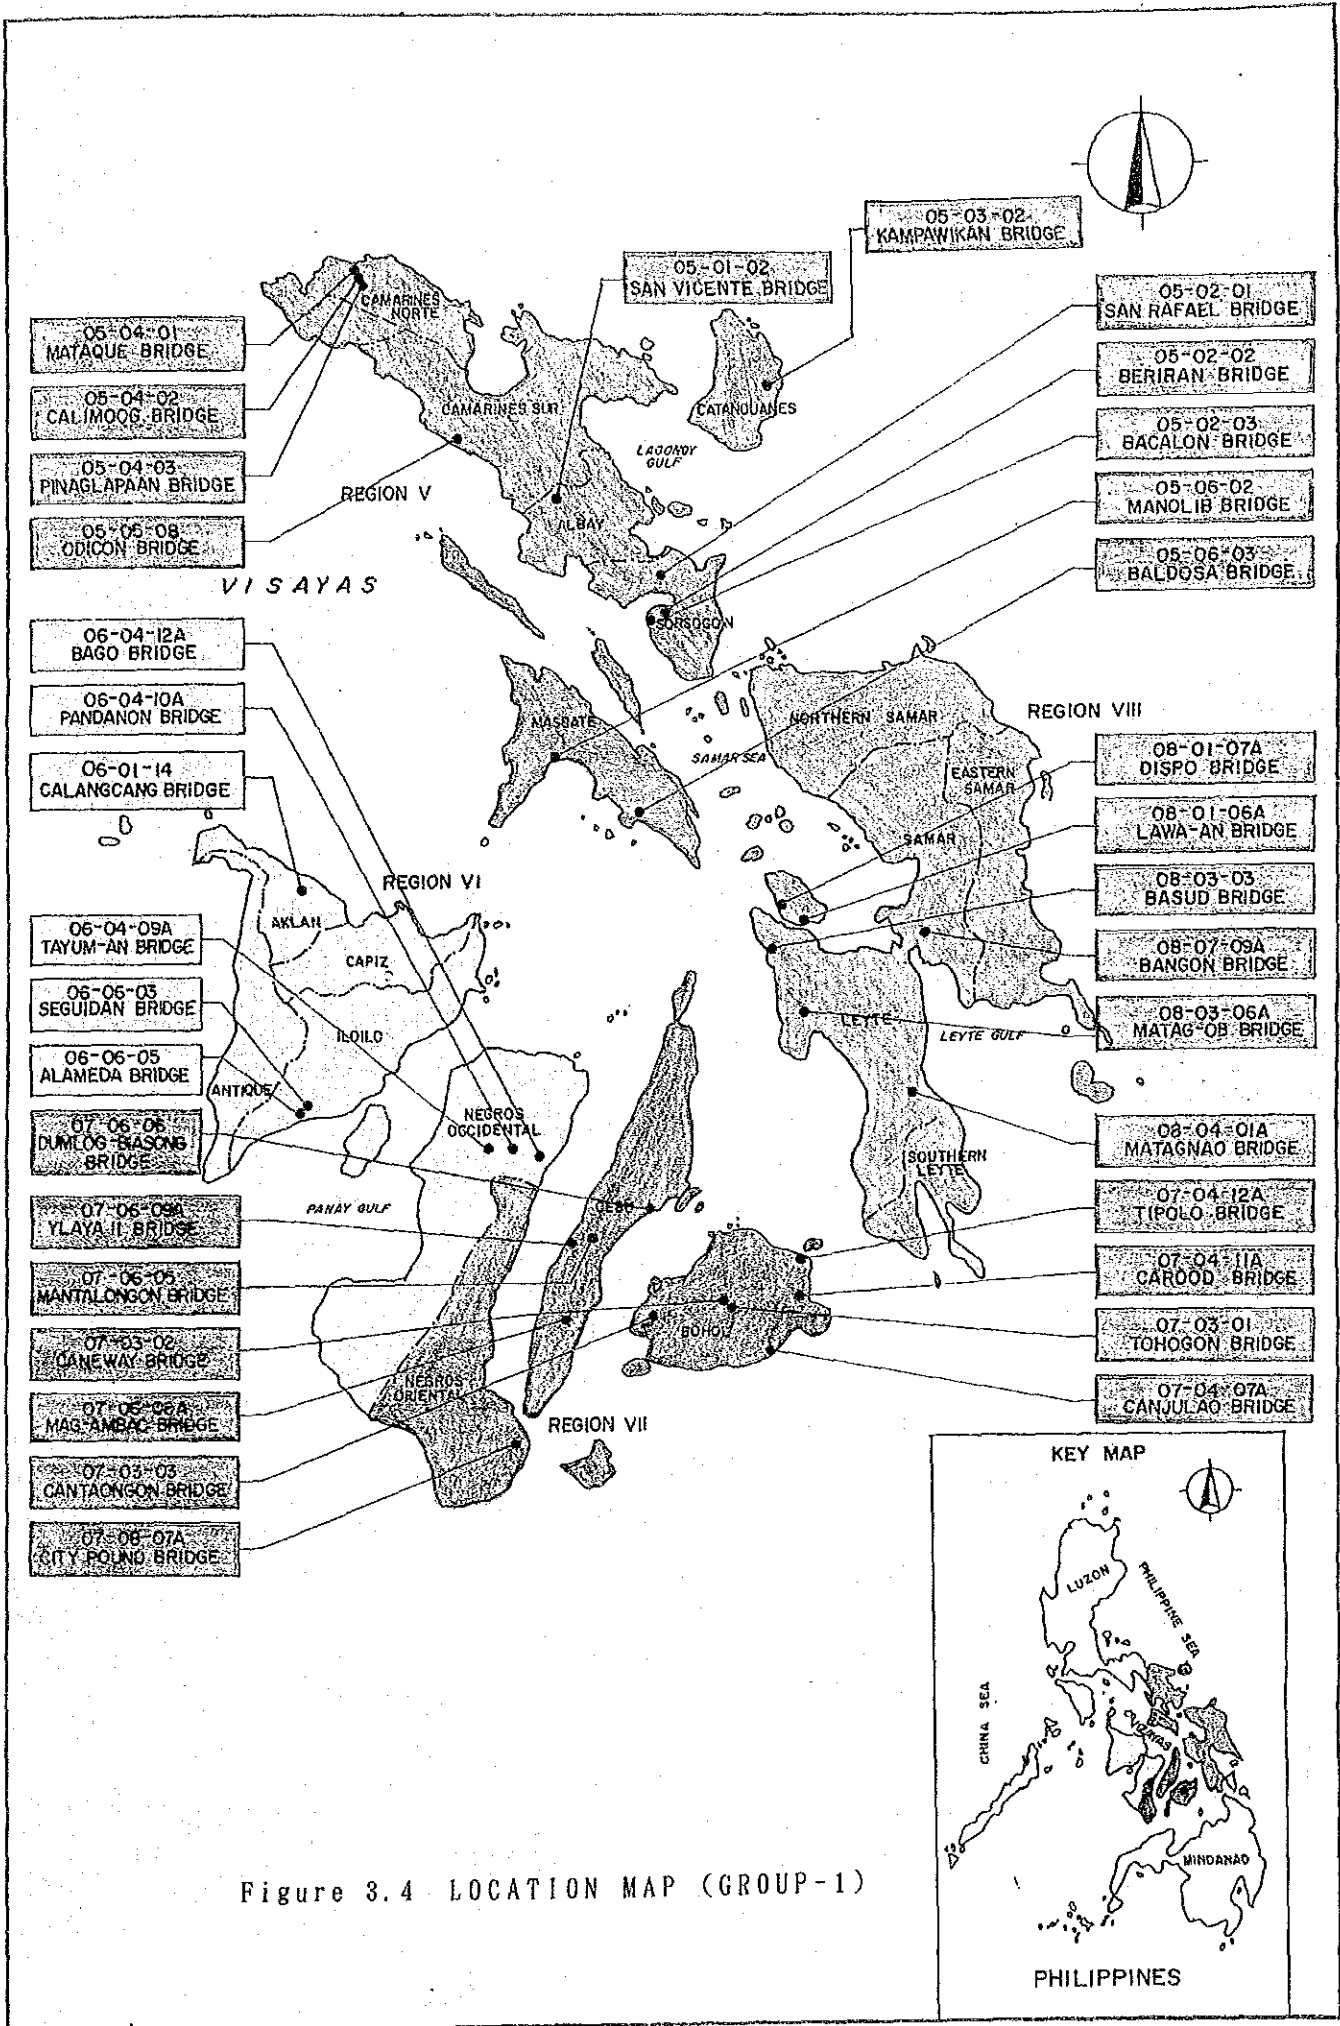 05-03-02
KAMPAWIKAN BRIDGE
05-01-02
SAN VICENTE BRIDGE
05-02-01
SAN RAFAEL BRIDGE
05-02-02
BERIRAN BRIDGE
05-02-03
BACALON BRIDGE
05-06-02
MANOLIB BRIDGE
05-06-03
BALDOSA BRIDGE
05-04-01
MATAQUE BRIDGE
05-04-02
CALIMOOG BRIDGE
05-04-03
PINAGLAPAAN BRIDGE
05-05-08
ODICON BRIDGE
CAMARINES
NORTE
CAMARINES SUR
CATANDUANES
LAGONOY
GULF
REGION V
ALBAY
SORSOGON
VISAYAS
06-04-12A
BAGO BRIDGE
06-04-10A
PANDANON BRIDGE
06-01-14
CALANGCANG BRIDGE
MASBATE
SAMAR SEA
NORTHERN SAMAR
REGION VIII
EASTERN
SAMAR
SAMAR
08-01-07A
DISPO BRIDGE
08-01-06A
LAWA-AN BRIDGE
08-03-03
BASUD BRIDGE
08-07-09A
BANGON BRIDGE
08-03-06A
MATAG-OB BRIDGE
REGION VI
AKLAN
CAPIZ
ILOILO
ANTIQUE
06-04-09A
TAYUM-AN BRIDGE
06-06-03
SEGUIDAN BRIDGE
06-06-05
ALAMEDA BRIDGE
07-06-06
DUMLOG-BIASONG
BRIDGE
07-06-09A
YLAYA II BRIDGE
07-06-05
MANTALONGON BRIDGE
07-03-02
CANEWAY BRIDGE
MAG-AMBAC BRIDGE
07-03-03
CANTAONGON BRIDGE
07-08-07A
CITY POUND BRIDGE
LEYTE
LEYTE GULF
NEGROS
OCCIDENTAL
PANAY GULF
CEBU
SOUTHERN
LEYTE
BOHOL
NEGROS
ORIENTAL
REGION VII
08-04-01A
MATAGNAO BRIDGE
07-04-12A
TIPOLO BRIDGE
07-04-11A
CAROOD BRIDGE
07-03-01
TOHOGON BRIDGE
07-04-07A
CANJULAO BRIDGE
KEY MAP
LUZON
PHILIPPINE SEA
CHINA SEA
VIZAYAS
MINDANAO
PHILIPPINES
Figure 3.4 LOCATION MAP (GROUP-1)